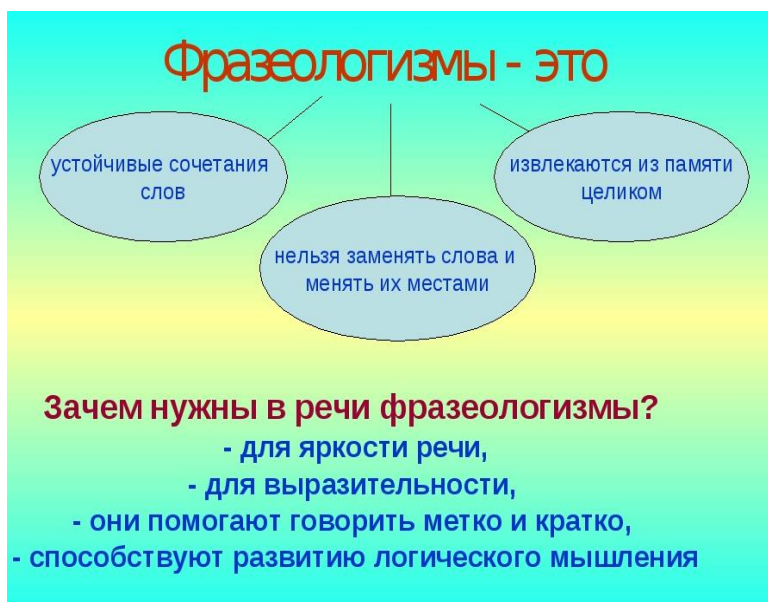 Фразеологизмы - это
устойчивые сочетания
слов
нельзя заменять слова и
менять их местами
извлекаются из памяти
целиком
Зачем нужны в речи фразеологизмы?
- для яркости речи,
- для выразительности,
- они помогают говорить метко и кратко,
- способствуют развитию логического мышления